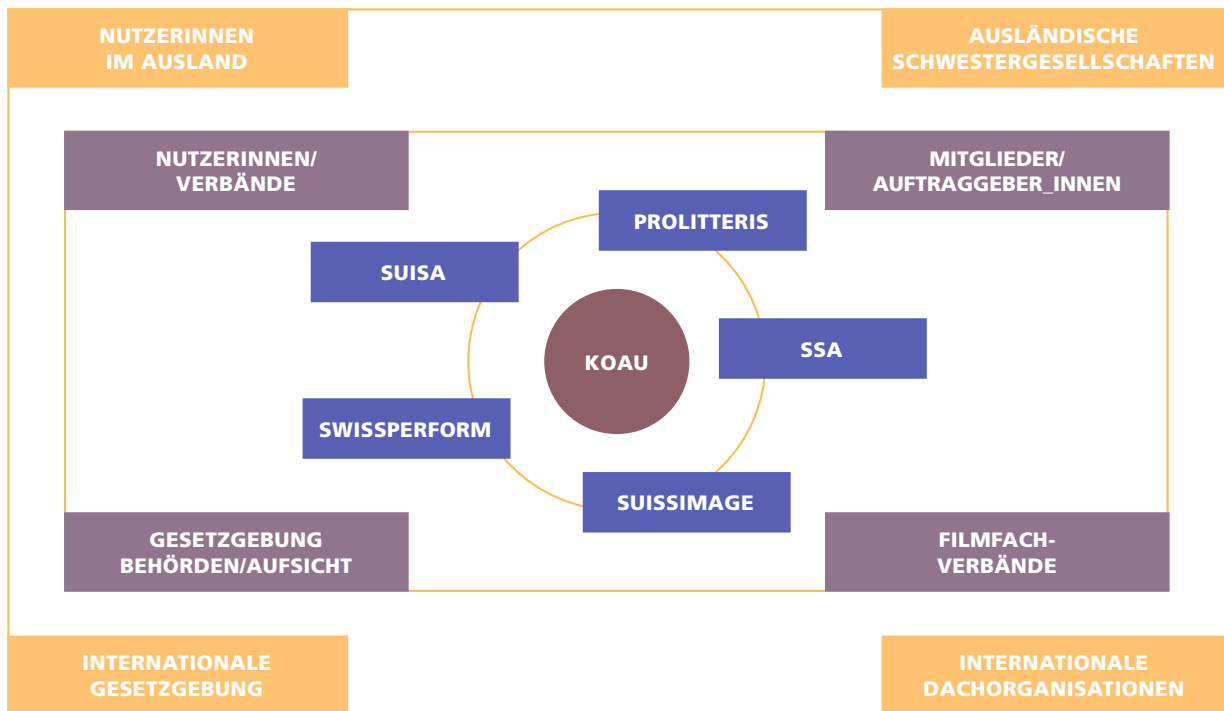 NUTZERINNEN
IM AUSLAND
AUSLÄNDISCHE
SCHWESTERGESELLSCHAFTEN
NUTZERINNEN/
VERBÄNDE
MITGLIEDER/
AUFTRAGGEBER_INNEN
PROLITTERIS
SUISA
SSA
KOAU
SWISSPERFORM
SUISSIMAGE
GESETZGEBUNG
BEHÖRDEN/AUFSICHT
FILMFACH-
VERBÄNDE
INTERNATIONALE
GESETZGEBUNG
INTERNATIONALE
DACHORGANISATIONEN